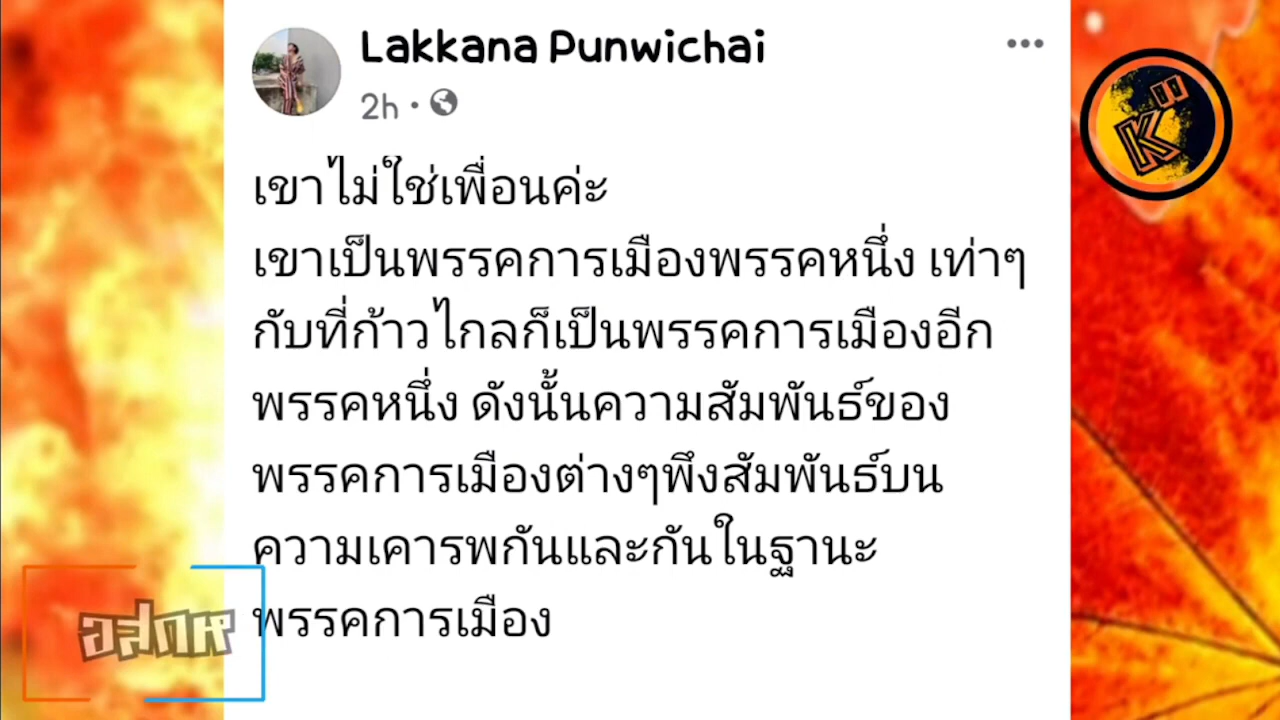 Lakkana Punwichai
2h
เขาไม่ใช่เพื่อนค่ะ
เขาเป็นพรรคการเมืองพรรคหนึ่ง เท่าๆ
กับที่ก้าวไกลก็เป็นพรรคการเมืองอีก
พรรคหนึ่ง ดังนั้นความสัมพันธ์ของ
พรรคการเมืองต่างๆพึงสัมพันธ์บน
ความเคารพกันและกันในฐานะ
พรรคการเมือง